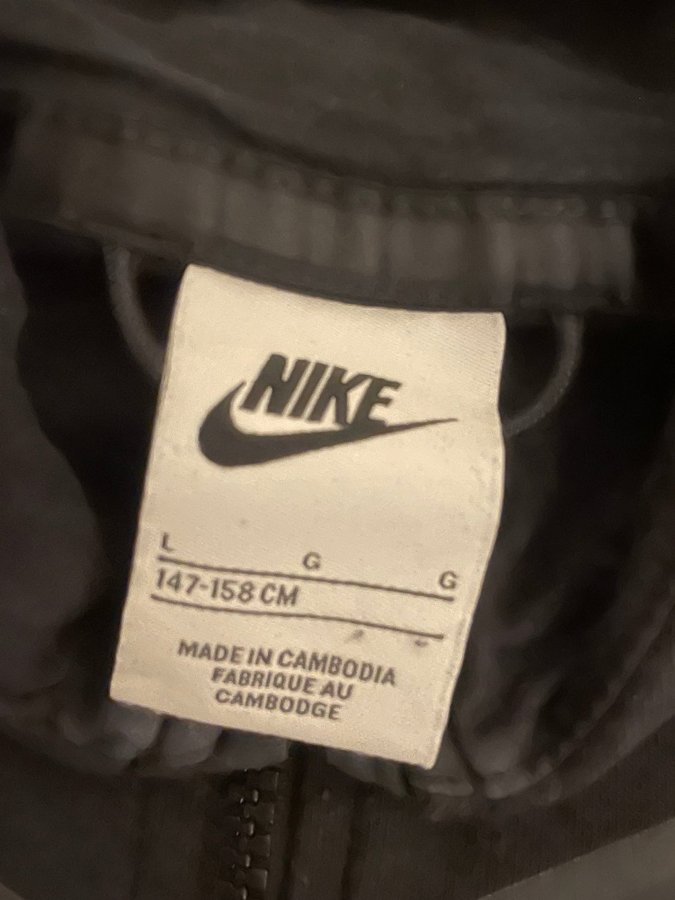 NIKE
L G G
147-158 CM
MADE IN CAMBODIA
FABRIQUE AU
CAMBODGE